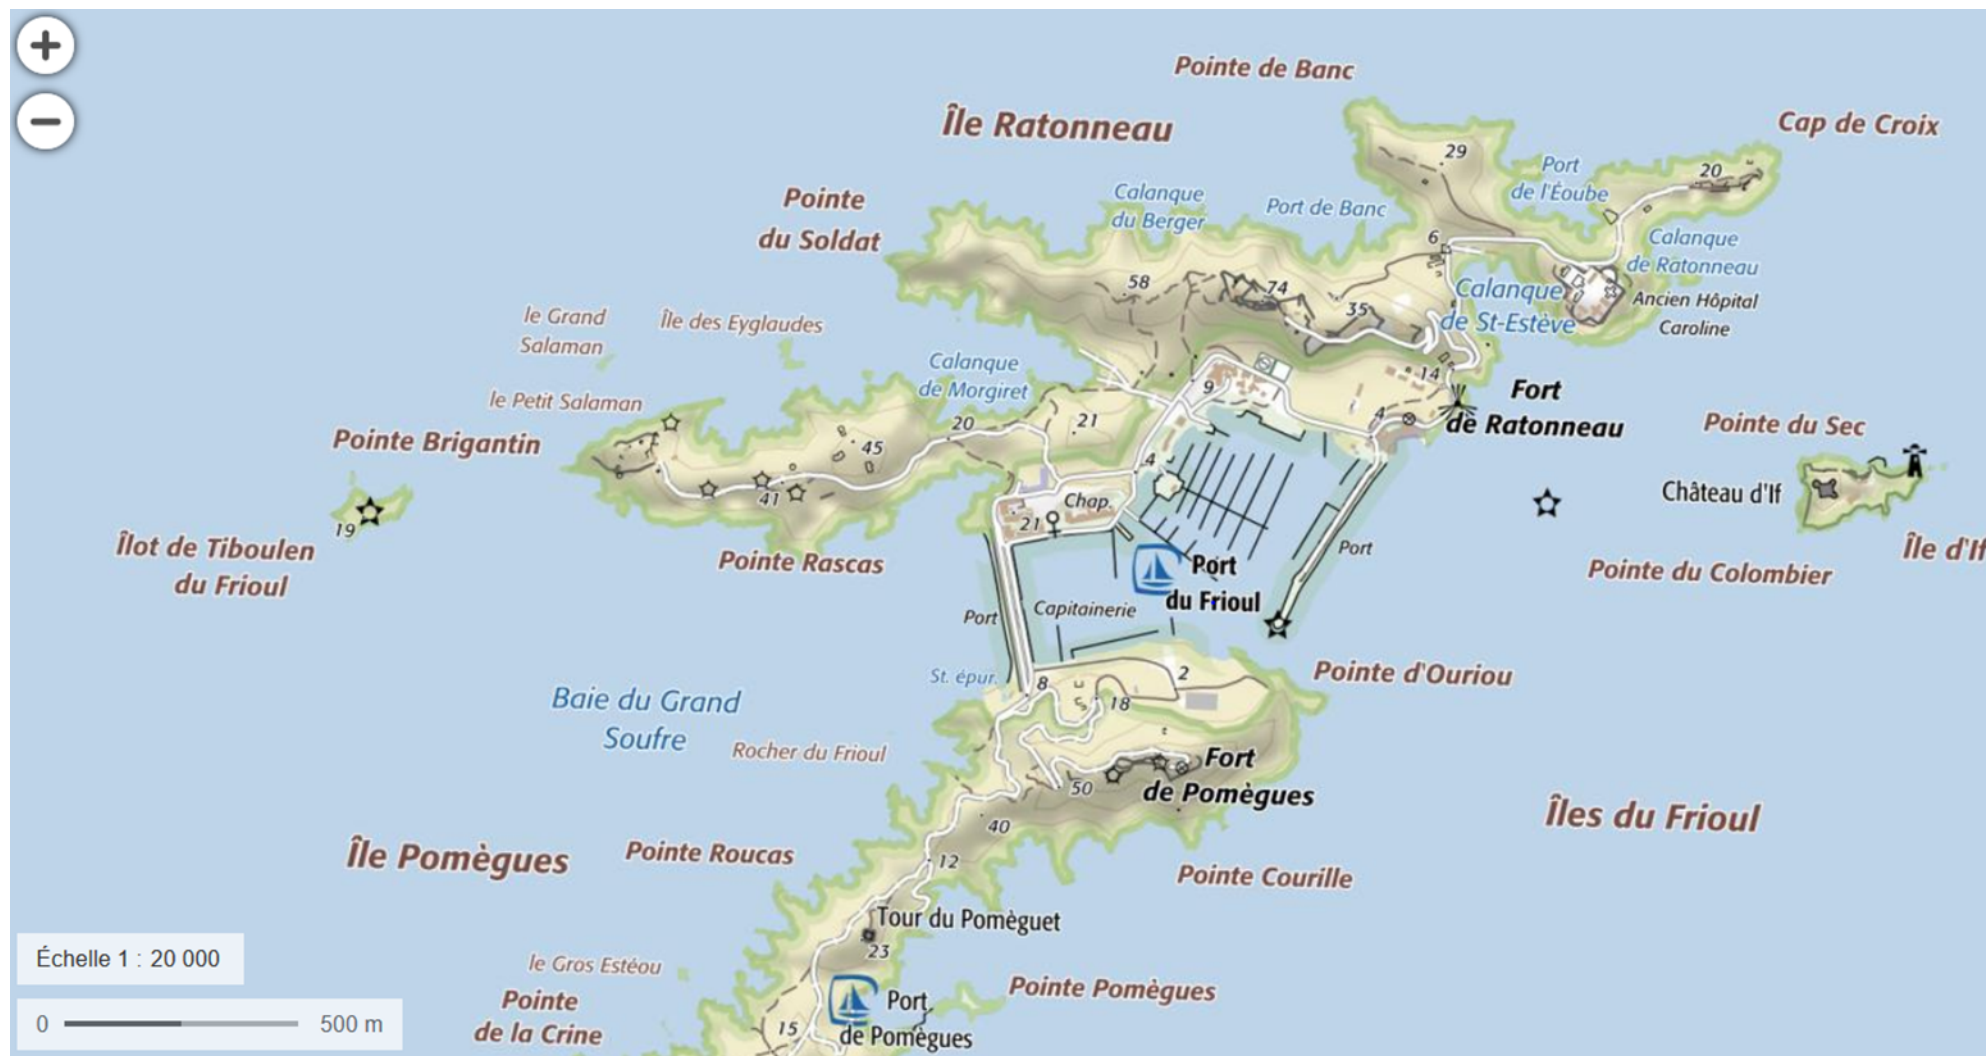 Pointe de Banc
Île Ratonneau
Cap de Croix
29
Port
de l'Éoube
20
Pointe
du Soldat
Calanque
du Berger
Port de Banc
6
Calanque
de Ratonneau
58
74
35
Calanque
de St-Estève
Ancien Hôpital
Caroline
le Grand
Salaman
Île des Eyglaudes
Calanque
de Morgiret
9
14
Fort
de Ratonneau
le Petit Salaman
Pointe Brigantin
20
21
4
Pointe du Sec
45
4
41
Chap.
21
Château d'If
19
Îlot de Tiboulen
du Frioul
Pointe Rascas
Port
du Frioul
Port
Île d'If
Pointe du Colombier
Port
Capitainerie
St. épur.
8
2
18
Pointe d'Ouriou
Baie du Grand
Soufre
Rocher du Frioul
Fort
de Pomègues
50
40
Îles du Frioul
Île Pomègues
Pointe Roucas
12
Pointe Courille
Tour du Pomèguet
23
Échelle 1 : 20 000
le Gros Estéou
Pointe
de la Crine
Pointe Pomègues
Port
de Pomègues
15
0
500 m